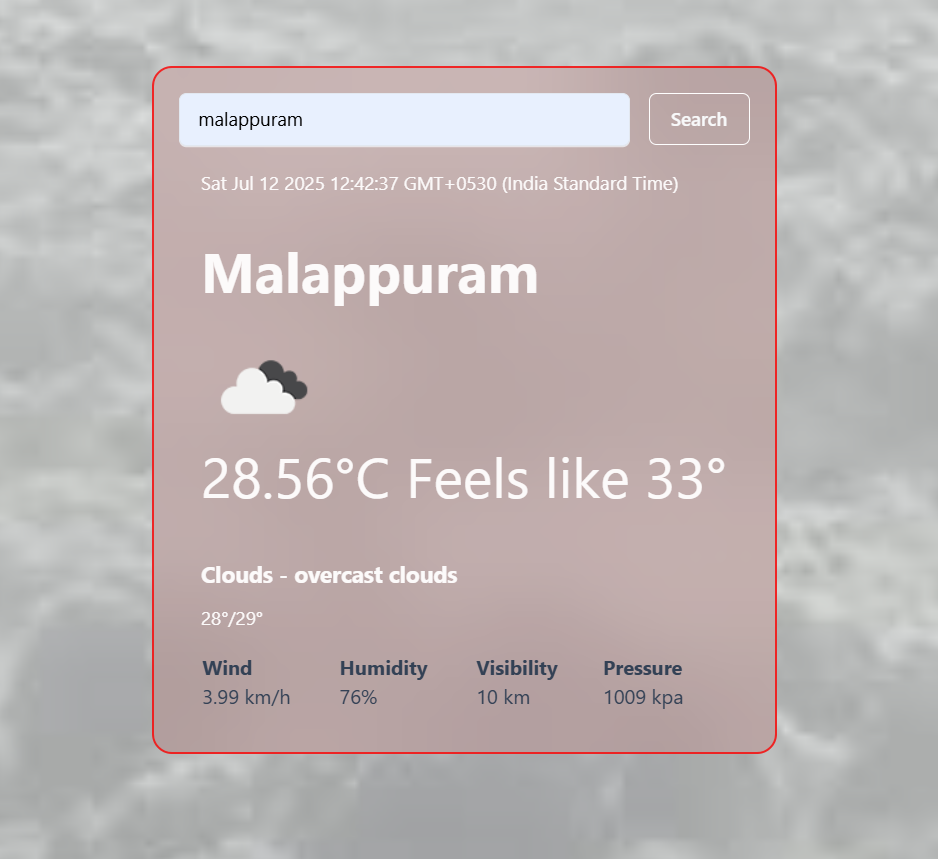 malappuram Search
Sat Jul 12 2025 12:42:37 GMT+0530 (India Standard Time)
Malappuram
28.56°C Feels like 33°
Clouds - overcast clouds
28°/29°
Wind Humidity Visibility Pressure
3.99 km/h 76% 10 km 1009 kpa